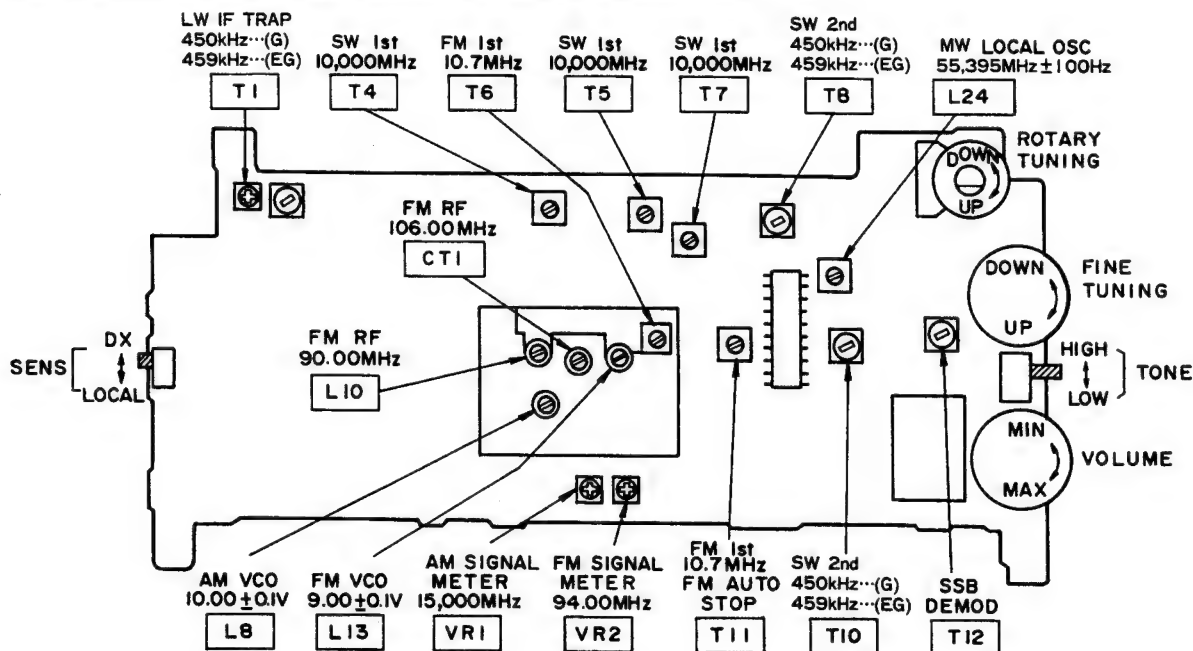 LW IF TRAP
450kHz···(G)
459kHz···(EG)
T1
SW 1st
10,000MHz
T4
FM 1st
10.7MHz
T6
SW 1st
10,000MHz
T5
SW 1st
10,000MHz
T7
SW 2nd
450kHz···(G)
459kHz···(EG)
T8
MW LOCAL OSC
55,395MHz±100Hz
L24
DOWN
UP
ROTARY
TUNING
FM RF
106.00MHz
CT1
DOWN
UP
FINE
TUNING
FM RF
90.00MHz
L10
SENS
DX
LOCAL
HIGH
LOW
TONE
MIN
MAX
VOLUME
AM VCO
10.00±0.1V
L8
FM VCO
9.00±0.1V
L13
AM SIGNAL
METER
15,000MHz
VR1
FM SIGNAL
METER
94.00MHz
VR2
FM 1st
10.7MHz
FM AUTO
STOP
T11
SW 2nd
450kHz···(G)
459kHz···(EG)
T10
SSB
DEMOD
T12